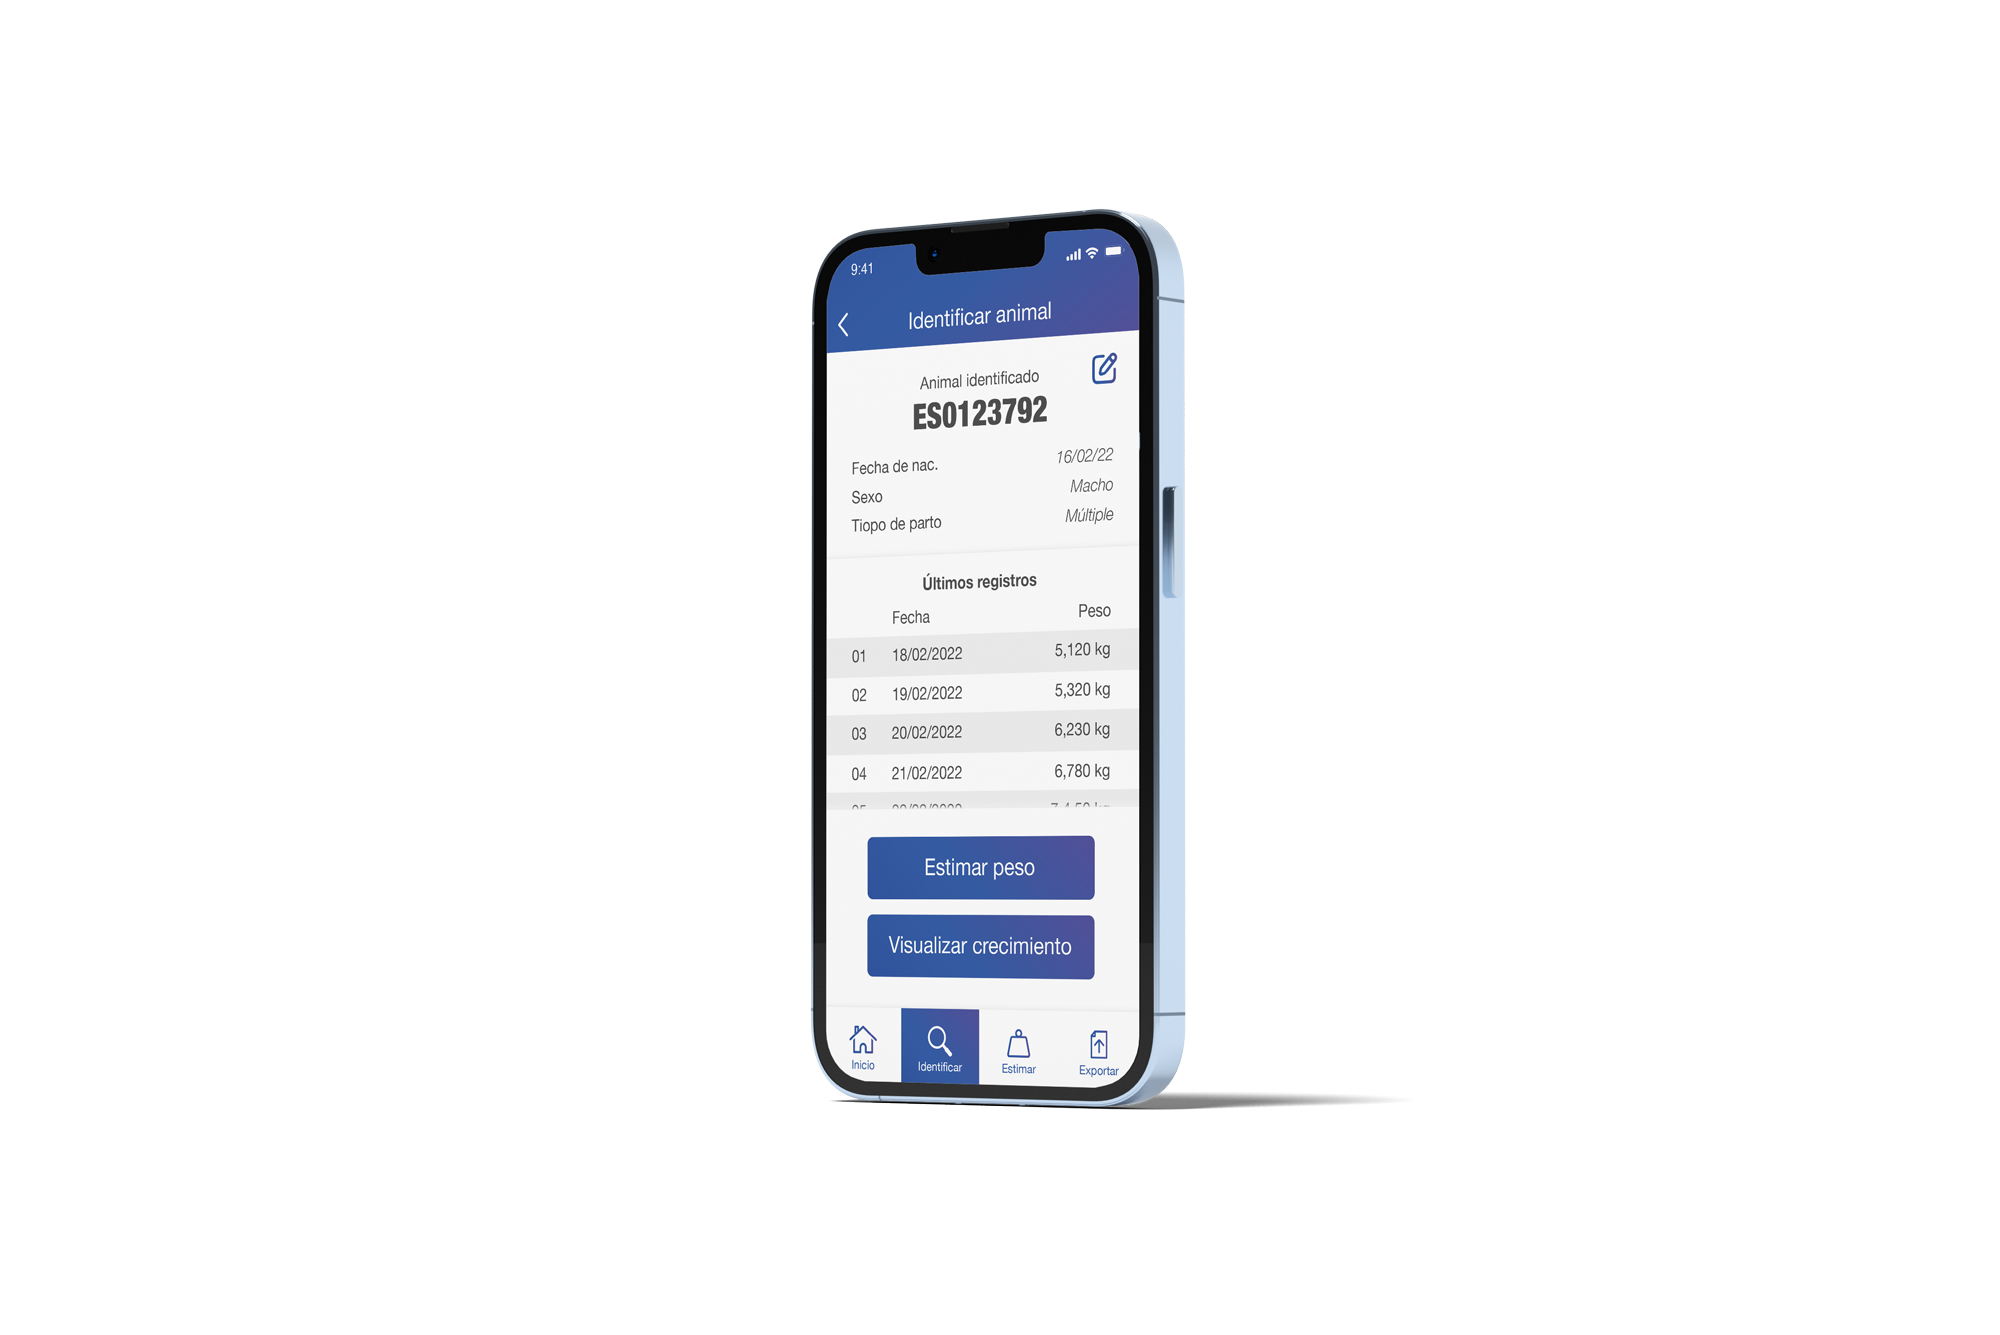 9:41
Identificar animal
Animal identificado
ES0123792
Fecha de nac. 16/02/22
Sexo Macho
Tiopo de parto Múltiple
Últimos registros
Fecha Peso
01 18/02/2022 5,120 kg
02 19/02/2022 5,320 kg
03 20/02/2022 6,230 kg
04 21/02/2022 6,780 kg
Estimar peso
Visualizar crecimiento
Inicio Identificar Estimar Exportar